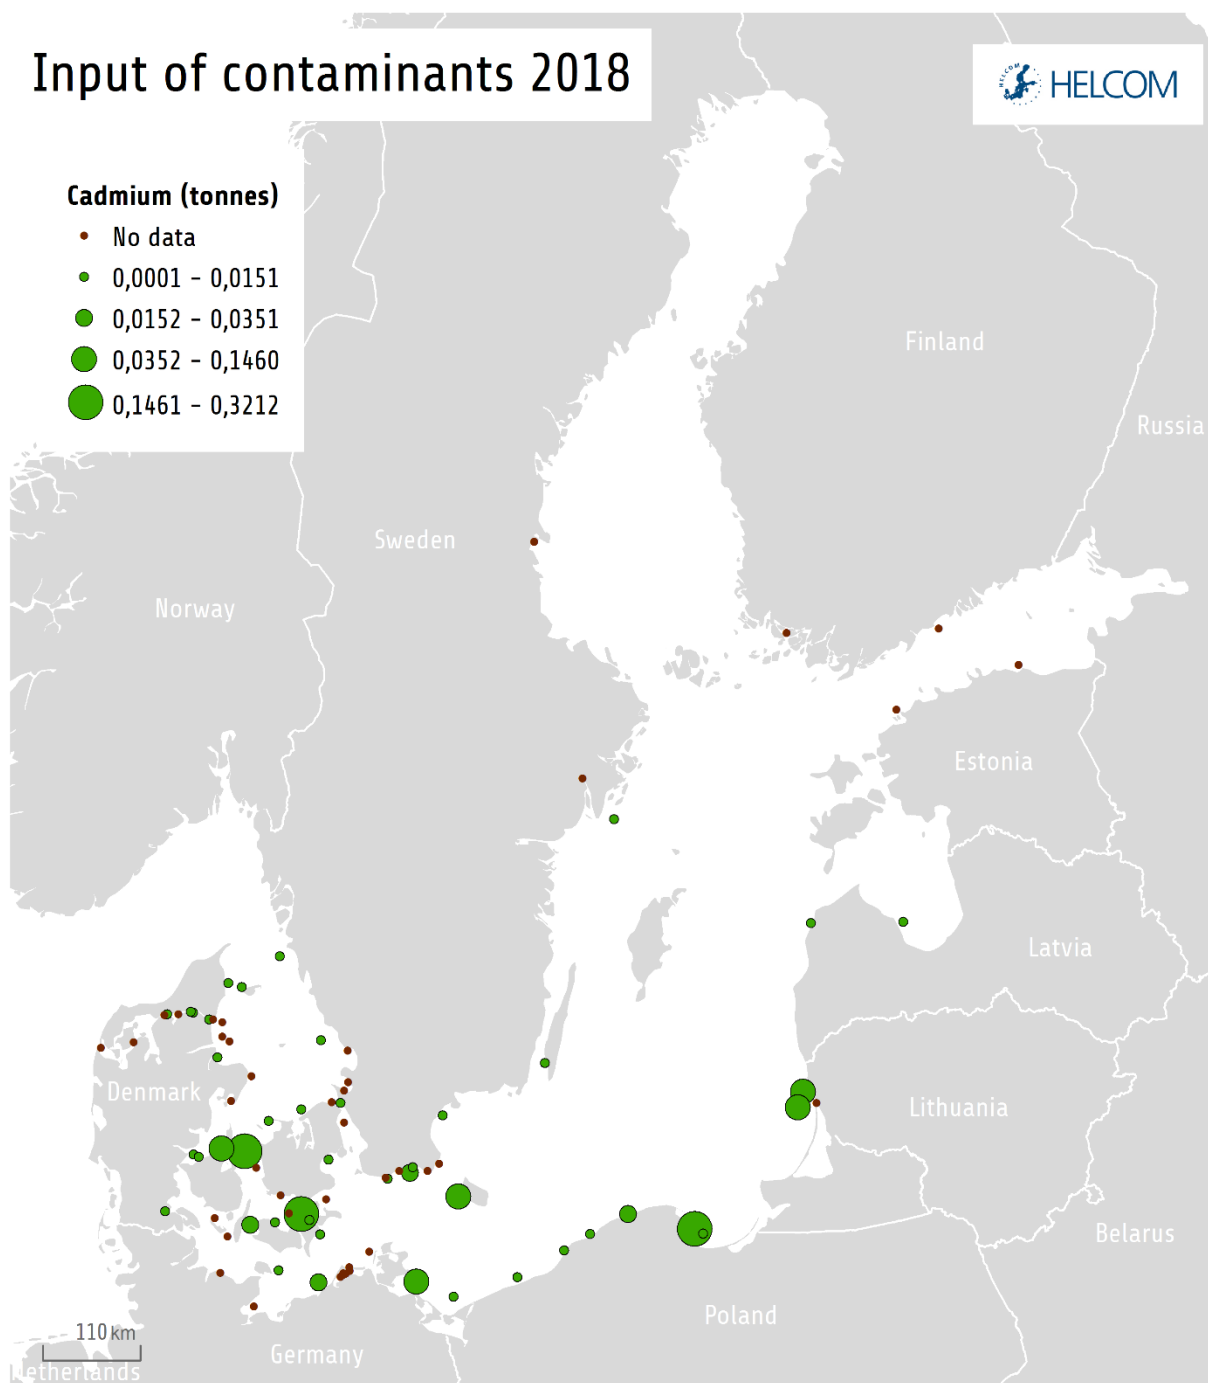 Input of contaminants 2018
HELCOM
HELCOM
Cadmium (tonnes)
No data
0,0001 – 0,0151
0,0152 – 0,0351
0,0352 – 0,1460
0,1461 – 0,3212
Finland
Russia
Sweden
Norway
Estonia
Latvia
Denmark
Lithuania
Belarus
Poland
110 km
Germany
Netherlands